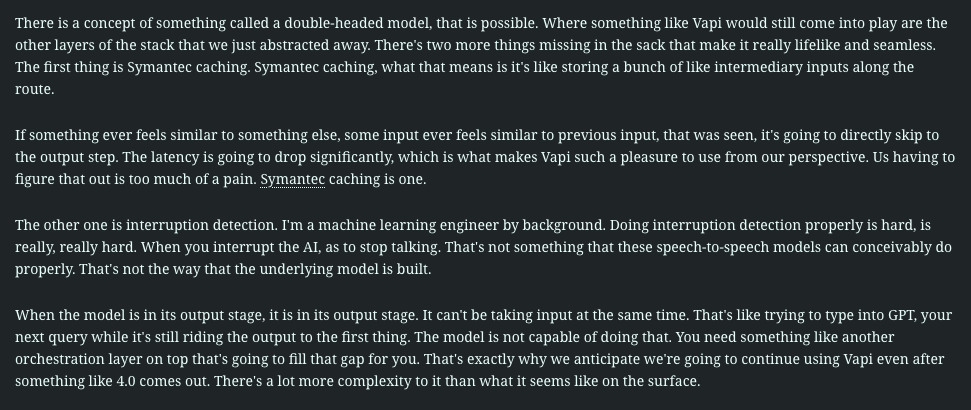 There is a concept of something called a double-headed model, that is possible. Where something like Vapi would still come into play are the
other layers of the stack that we just abstracted away. There's two more things missing in the sack that make it really lifelike and seamless.
The first thing is Symantec caching. Symantec caching, what that means is it's like storing a bunch of like intermediary inputs along the
route.
If something ever feels similar to something else, some input ever feels similar to previous input, that was seen, it's going to directly skip to
the output step. The latency is going to drop significantly, which is what makes Vapi such a pleasure to use from our perspective. Us having to
figure that out is too much of a pain. Symantec caching is one.
The other one is interruption detection. I'm a machine learning engineer by background. Doing interruption detection properly is hard, is
really, really hard. When you interrupt the AI, as to stop talking. That's not something that these speech-to-speech models can conceivably do
properly. That's not the way that the underlying model is built.
When the model is in its output stage, it is in its output stage. It can't be taking input at the same time. That's like trying to type into GPT, your
next query while it's still riding the output to the first thing. The model is not capable of doing that. You need something like another
orchestration layer on top that's going to fill that gap for you. That's exactly why we anticipate we're going to continue using Vapi even after
something like 4.0 comes out. There's a lot more complexity to it than what it seems like on the surface.